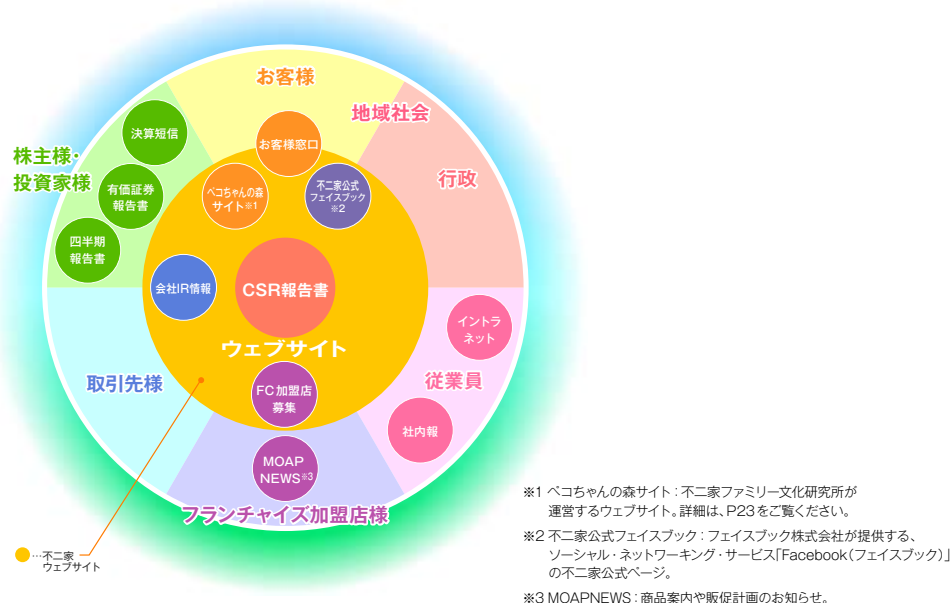 お客様
地域社会
行政
株主様・
投資家様
決算短信
有価証券
報告書
四半期
報告書
お客様窓口
ペコちゃんの森
サイト※1
不二家公式
フェイスブック
※2
会社IR情報
CSR報告書
ウェブサイト
FC加盟店
募集
イントラ
ネット
従業員
社内報
取引先様
MOAP
NEWS※3
フランチャイズ加盟店様
…不二家
ウェブサイト
※1 ペコちゃんの森サイト：不二家ファミリー文化研究所が
運営するウェブサイト。詳細は、P23をご覧ください。
※2 不二家公式フェイスブック：フェイスブック株式会社が提供する、
ソーシャル・ネットワーキング・サービス「Facebook（フェイスブック）」
の不二家公式ページ。
※3 MOAPNEWS：商品案内や販促計画のお知らせ。